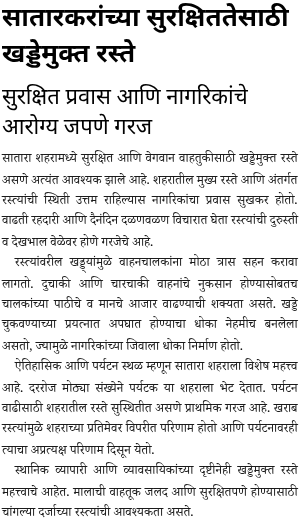 सातारकरांच्या सुरक्षिततेसाठी
खड्डेमुक्त रस्ते
सुरक्षित प्रवास आणि नागरिकांचे
आरोग्य जपणे गरज
सातारा शहरामध्ये सुरक्षित आणि वेगवान वाहतुकीसाठी खड्डेमुक्त रस्ते
असणे अत्यंत आवश्यक झाले आहे. शहरातील मुख्य रस्ते आणि अंतर्गत
रस्त्यांची स्थिती उत्तम राहिल्यास नागरिकांचा प्रवास सुखकर होतो.
वाढती रहदारी आणि दैनंदिन दळणवळण विचारात घेता रस्त्यांची दुरुस्ती
व देखभाल वेळेवर होणे गरजेचे आहे.
रस्त्यांवरील खड्ड्यांमुळे वाहनचालकांना मोठा त्रास सहन करावा
लागतो. दुचाकी आणि चारचाकी वाहनांचे नुकसान होण्यासोबतच
चालकांच्या पाठीचे व मानचे आजार वाढण्याची शक्यता असते. खड्डे
चुकवण्याच्या प्रयत्नात अपघात होण्याचा धोका नेहमीच बनलेला
असतो, ज्यामुळे नागरिकांच्या जिवाला धोका निर्माण होतो.
ऐतिहासिक आणि पर्यटन स्थळ म्हणून सातारा शहराला विशेष महत्त्व
आहे. दररोज मोठ्या संख्येने पर्यटक या शहराला भेट देतात. पर्यटन
वाढीसाठी शहरातील रस्ते सुस्थितीत असणे प्राथमिक गरज आहे. खराब
रस्त्यांमुळे शहराच्या प्रतिमेवर विपरीत परिणाम होतो आणि पर्यटनावरही
त्याचा अप्रत्यक्ष परिणाम दिसून येतो.
स्थानिक व्यापारी आणि व्यावसायिकांच्या दृष्टीनेही खड्डेमुक्त रस्ते
महत्त्वाचे आहेत. मालाची वाहतूक जलद आणि सुरक्षितपणे होण्यासाठी
चांगल्या दर्जाच्या रस्त्यांची आवश्यकता असते.